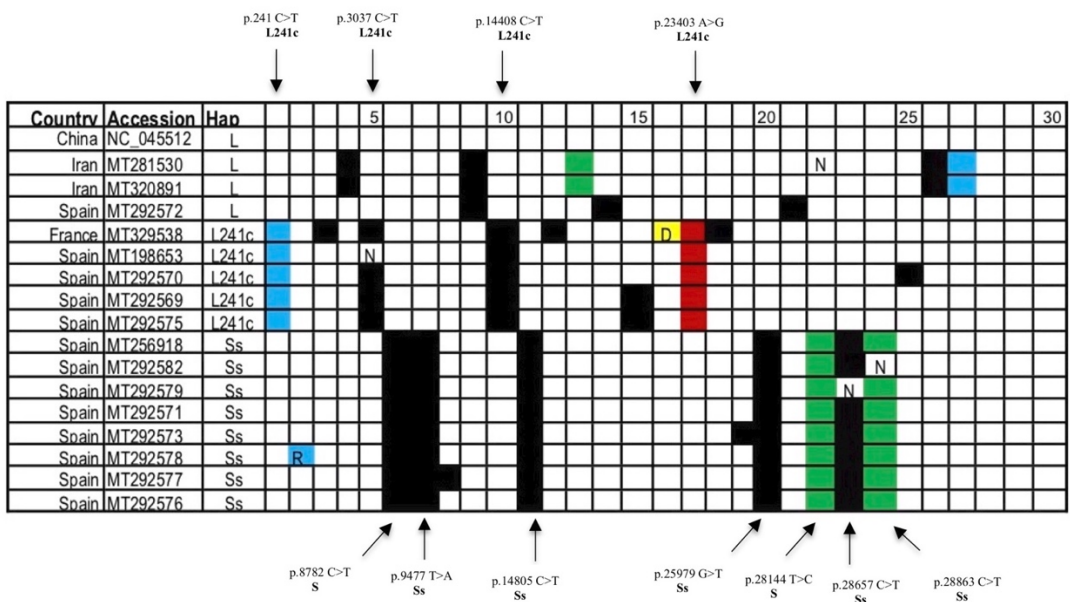 p.241 C>T p.3037 C>T p.14408 C>T p.23403 A>G
L241c L241c L241c L241c
Country Accession Hap 5 10 15 20 25 30
China NC_045512 L
Iran MT281530 L N
Iran MT320891 L
Spain MT292572 L
France MT329538 L241c D
Spain MT198653 L241c N
Spain MT292570 L241c
Spain MT292569 L241c
Spain MT292575 L241c
Spain MT256918 Ss
Spain MT292582 Ss N
Spain MT292579 Ss N
Spain MT292571 Ss
Spain MT292573 Ss
Spain MT292578 Ss R
Spain MT292577 Ss
Spain MT292576 Ss
p.8782 C>T p.9477 T>A p.14805 C>T p.25979 G>T p.28144 T>C p.28657 C>T p.28863 C>T
S Ss Ss Ss S Ss Ss